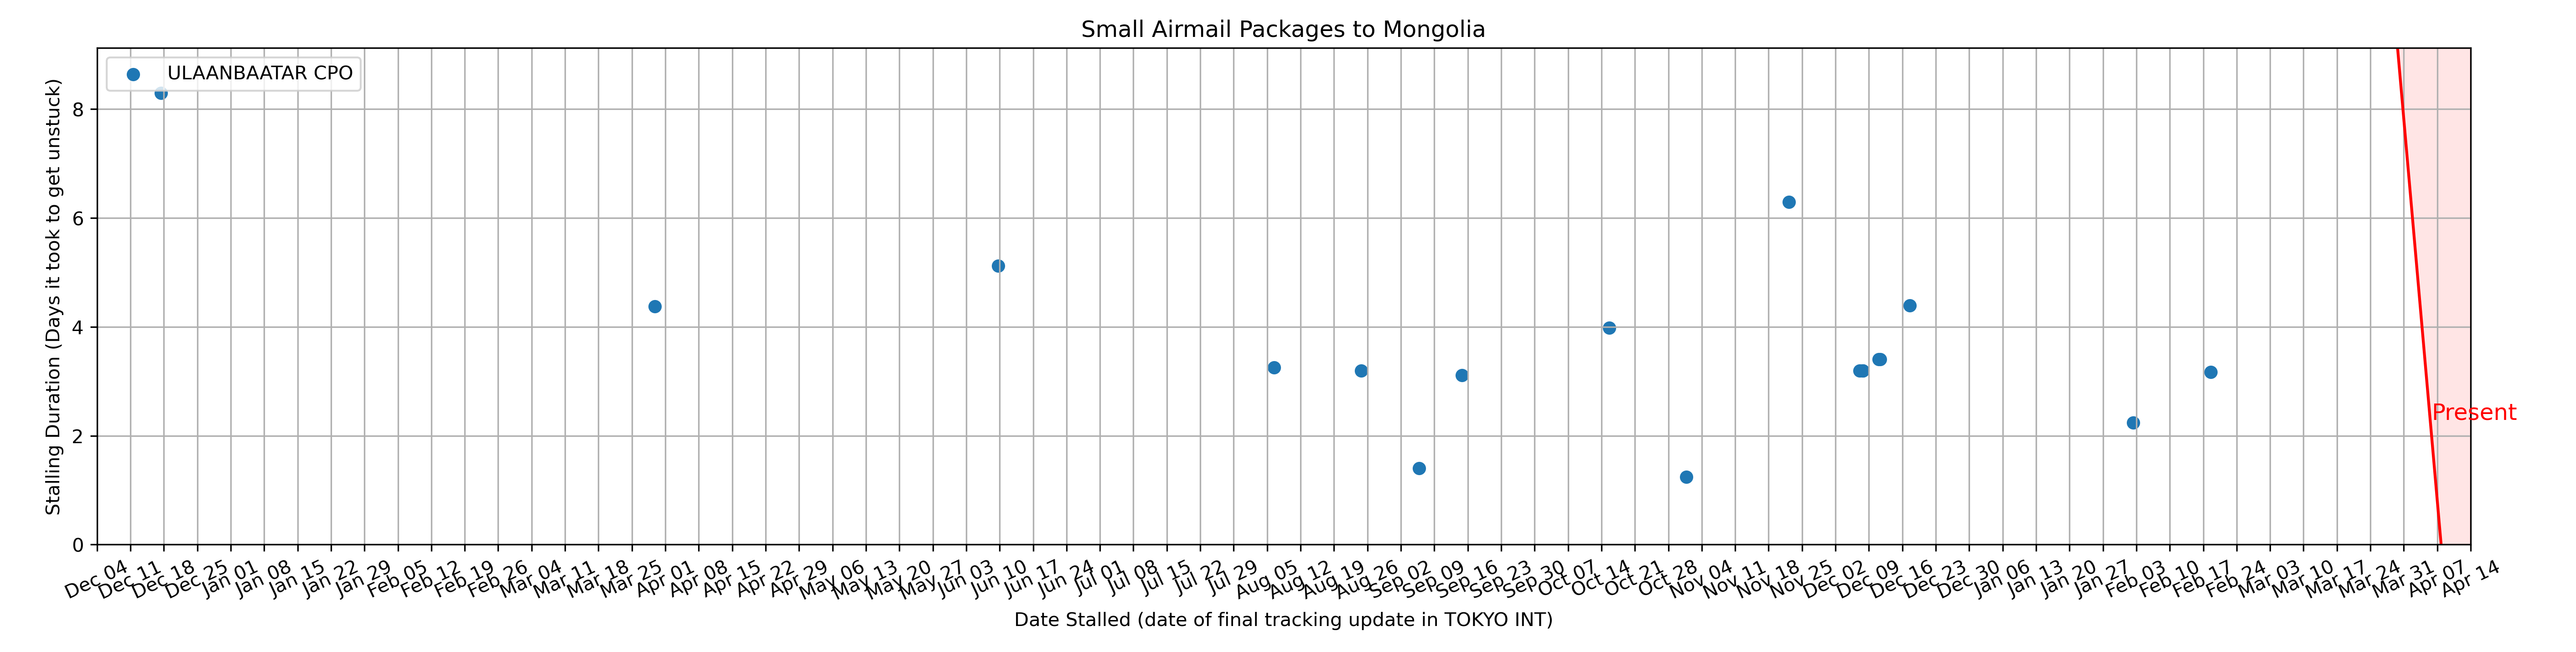 Small Airmail Packages to Mongolia
ULAANBAATAR CPO
Stalling Duration (Days it took to get unstuck)
8
6
4
2
0
Present
Dec 04
Dec 11
Dec 18
Dec 25
Jan 01
Jan 08
Jan 15
Jan 22
Jan 29
Feb 05
Feb 12
Feb 19
Feb 26
Mar 04
Mar 11
Mar 18
Mar 25
Apr 01
Apr 08
Apr 15
Apr 22
Apr 29
May 06
May 13
May 20
May 27
Jun 03
Jun 10
Jun 17
Jun 24
Jul 01
Jul 08
Jul 15
Jul 22
Jul 29
Aug 05
Aug 12
Aug 19
Aug 26
Sep 02
Sep 09
Sep 16
Sep 23
Sep 30
Oct 07
Oct 14
Oct 21
Oct 28
Nov 04
Nov 11
Nov 18
Nov 25
Dec 02
Dec 09
Dec 16
Dec 23
Dec 30
Jan 06
Jan 13
Jan 20
Jan 27
Feb 03
Feb 10
Feb 17
Feb 24
Mar 03
Mar 10
Mar 17
Mar 24
Mar 31
Apr 07
Apr 14
Date Stalled (date of final tracking update in TOKYO INT)